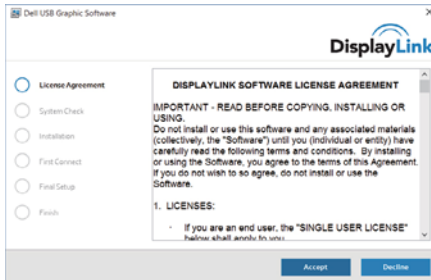 Dell USB Graphic Software
DisplayLink
License Agreement
System Check
Installation
First Connect
Final Setup
Finish
DISPLAYLINK SOFTWARE LICENSE AGREEMENT
IMPORTANT - READ BEFORE COPYING, INSTALLING OR
USING.
Do not install or use this software and any associated materials
(collectively, the "Software") until you (individual or entity) have
carefully read the following terms and conditions. By installing
or using the Software, you agree to the terms of this Agreement.
If you do not wish to so agree, do not install or use the
Software.
1. LICENSES:
· If you are an end user, the "SINGLE USER LICENSE"
below shall apply to you
Accept
Decline